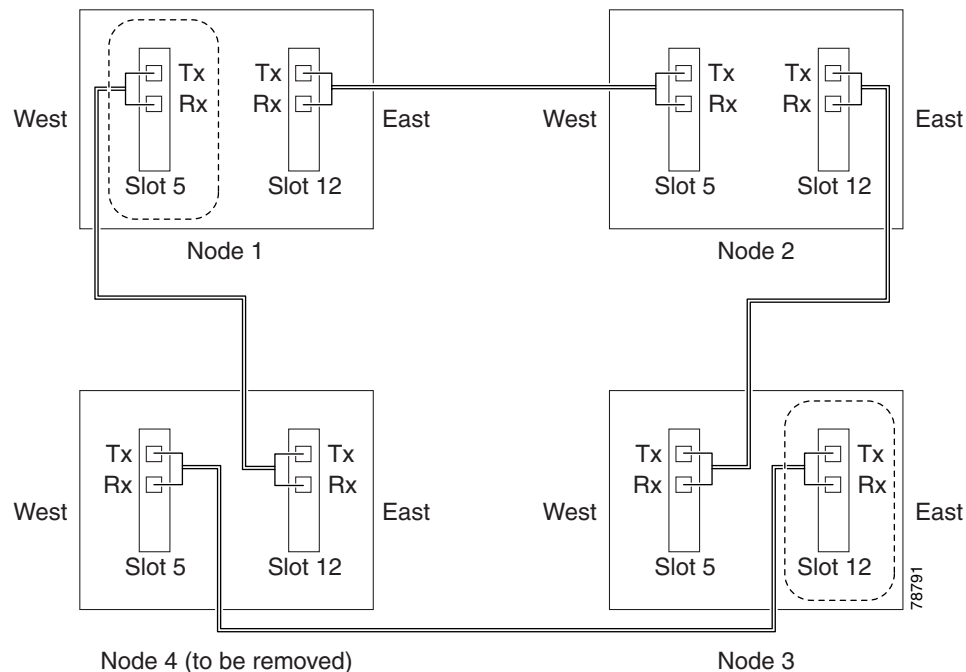 Tx Tx Tx Tx
Rx Rx Rx Rx
West East West East
Slot 5 Slot 12 Slot 5 Slot 12
Node 1 Node 2
Tx Tx Tx Tx
Rx Rx Rx Rx
West East West East
Slot 5 Slot 12 Slot 5 Slot 12
78791
Node 4 (to be removed) Node 3